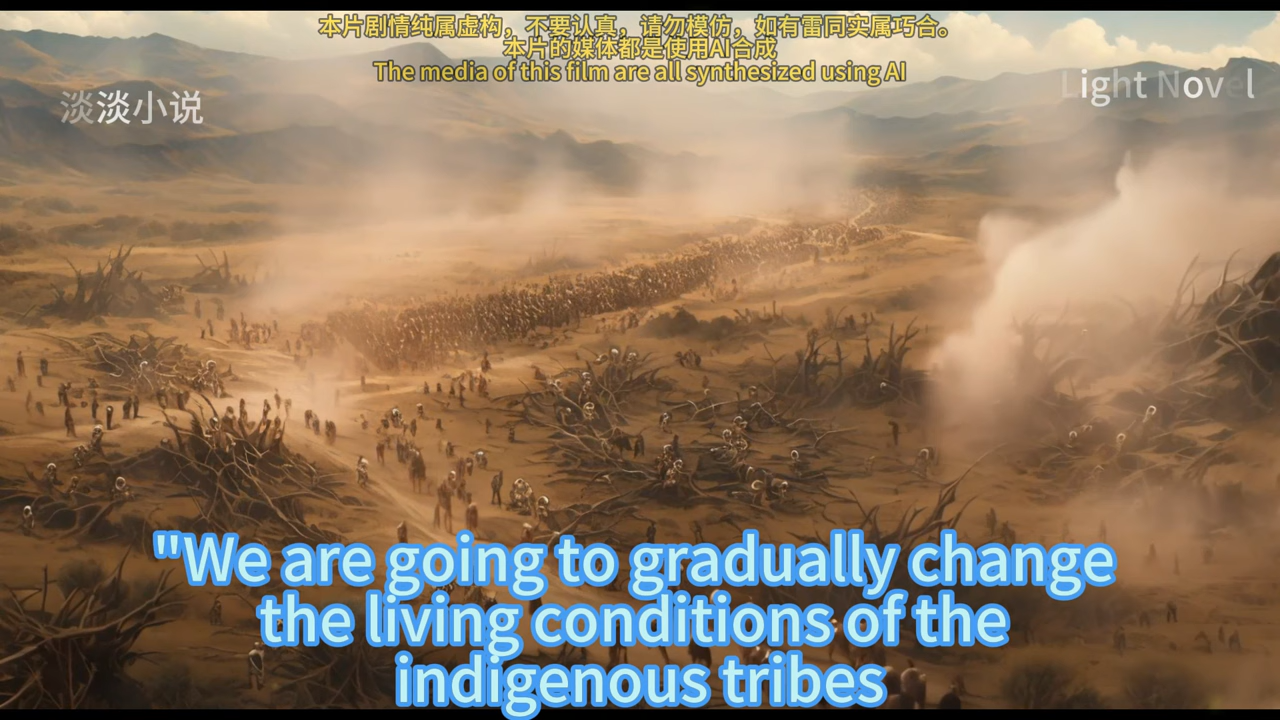 本片剧情纯属虚构，不要认真，请勿模仿，如有雷同实属巧合。
本片的媒体都是使用AI合成
The media of this film are all synthesized using AI
淡淡小说
Light Novel
"We are going to gradually change
the living conditions of the
indigenous tribes